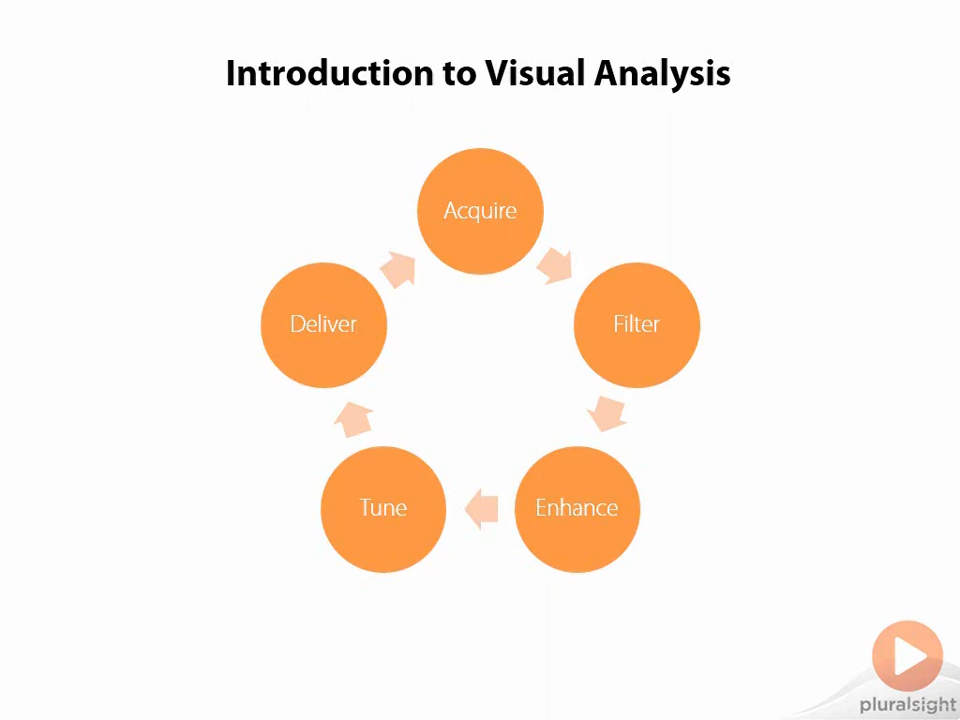 Introduction to Visual Analysis
Acquire
Filter
Enhance
Tune
Deliver
pluralsight